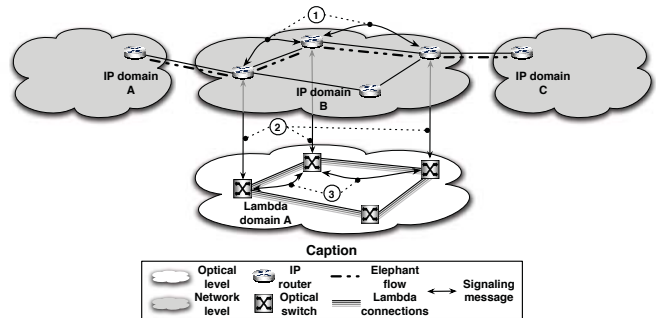 1
IP domain
A
IP domain
B
IP domain
C
2
3
Lambda
domain A
Caption
Optical
level
IP
router
Elephant
flow
Signaling
message
Network
level
Optical
switch
Lambda
connections